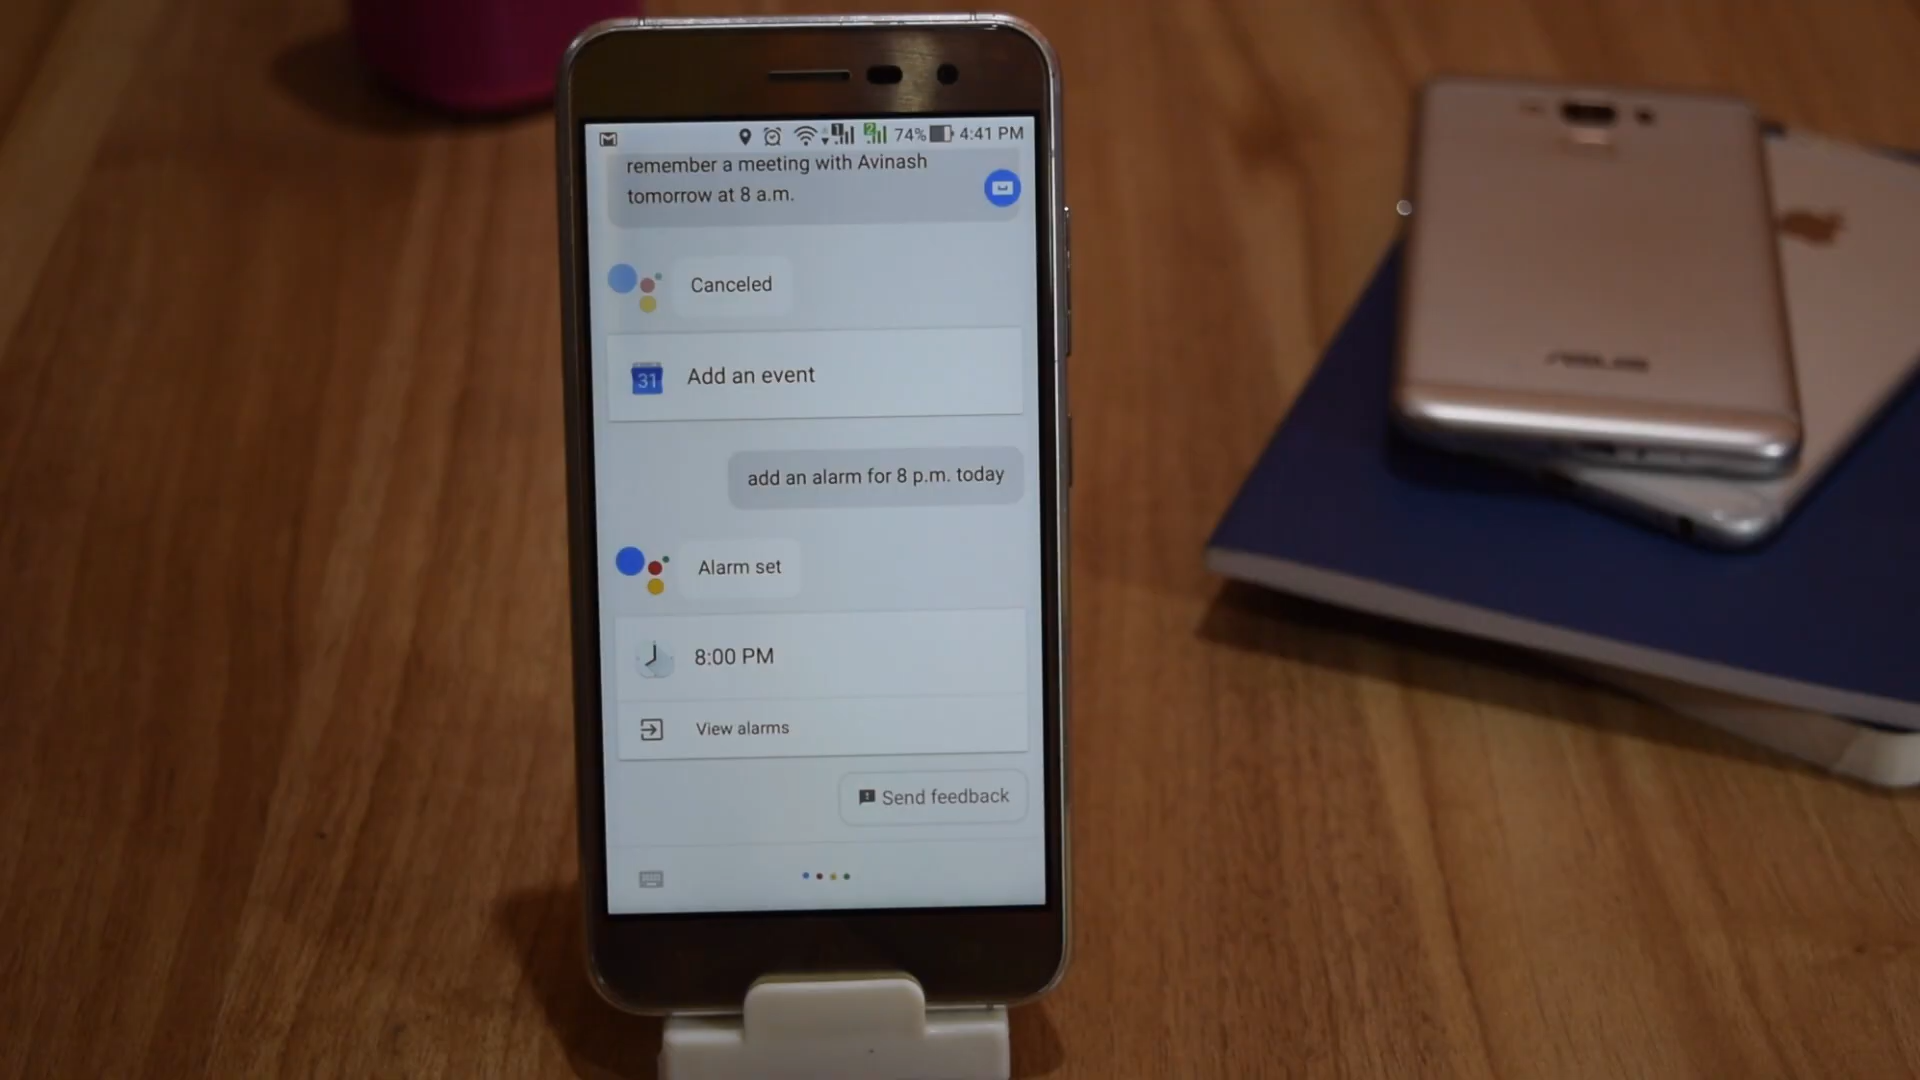 74% 4:41 PM
remember a meeting with Avinash
tomorrow at 8 a.m.
Canceled
31 Add an event
add an alarm for 8 p.m. today
Alarm set
8:00 PM
View alarms
Send feedback
ASUS